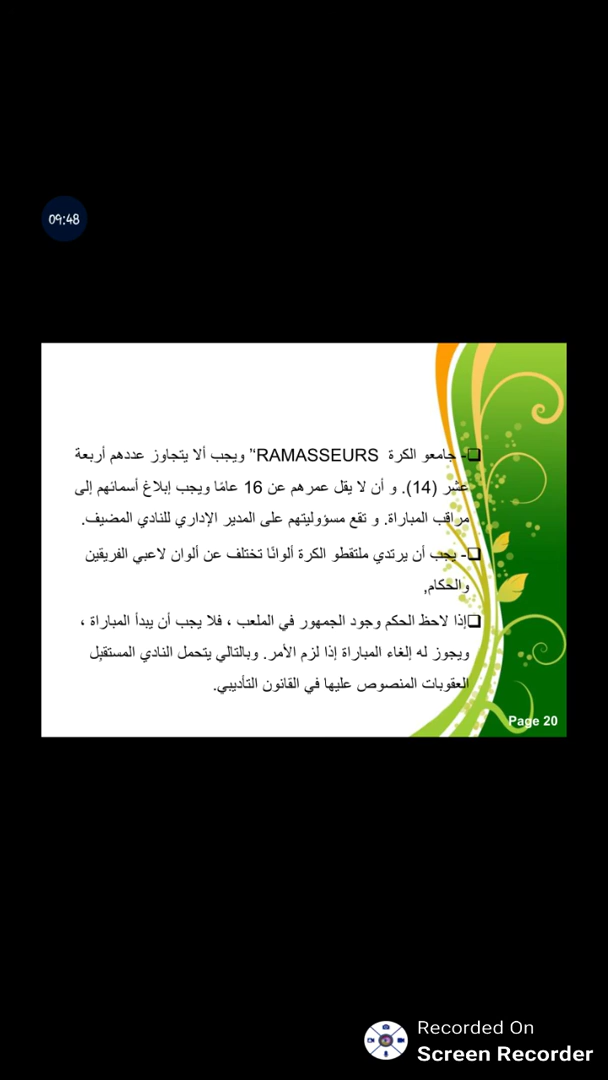 09:48
❑- جامعو الكرة RAMASSEURS" ويجب ألا يتجاوز عددهم أربعة
عشر (14). و أن لا يقل عمرهم عن 16 عامًا ويجب إبلاغ أسمائهم إلى
مراقب المباراة. و تقع مسؤوليتهم على المدير الإداري للنادي المضيف.
❑- يجب أن يرتدي ملتقطو الكرة ألوانًا تختلف عن ألوان لاعبي الفريقين
والحكام,
❑إذا لاحظ الحكم وجود الجمهور في الملعب ، فلا يجب أن يبدأ المباراة ،
ويجوز له إلغاء المباراة إذا لزم الأمر. وبالتالي يتحمل النادي المستقبِل
العقوبات المنصوص عليها في القانون التأديبي.
Page 20
Recorded On
Screen Recorder